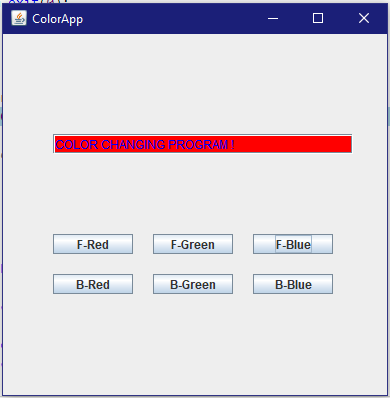 ColorApp
COLOR CHANGING PROGRAM !
F-Red F-Green F-Blue
B-Red B-Green B-Blue